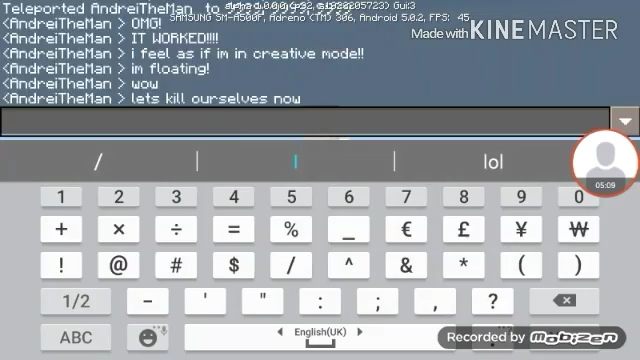 Teleported AndreiTheMan to
SAMSUNG SM-A500F, Adreno (TM) 306, Android 5.0.2, FPS: 45
<AndreiTheMan > OMG!
<AndreiTheMan > IT WORKED!!!!
<AndreiTheMan > i feel as if im in creative mode!!
<AndreiTheMan > im floating!
<AndreiTheMan > wow
<AndreiTheMan > lets kill ourselves now
Made with KINEMASTER
/ | lol
05:09
1 2 3 4 5 6 7 8 9 0
+ × ÷ = % _ € £ ¥ ₩
! @ # $ / ^ & * ( )
1/2 - ' " : ; , ?
ABC English(UK)
Recorded by Mobizen